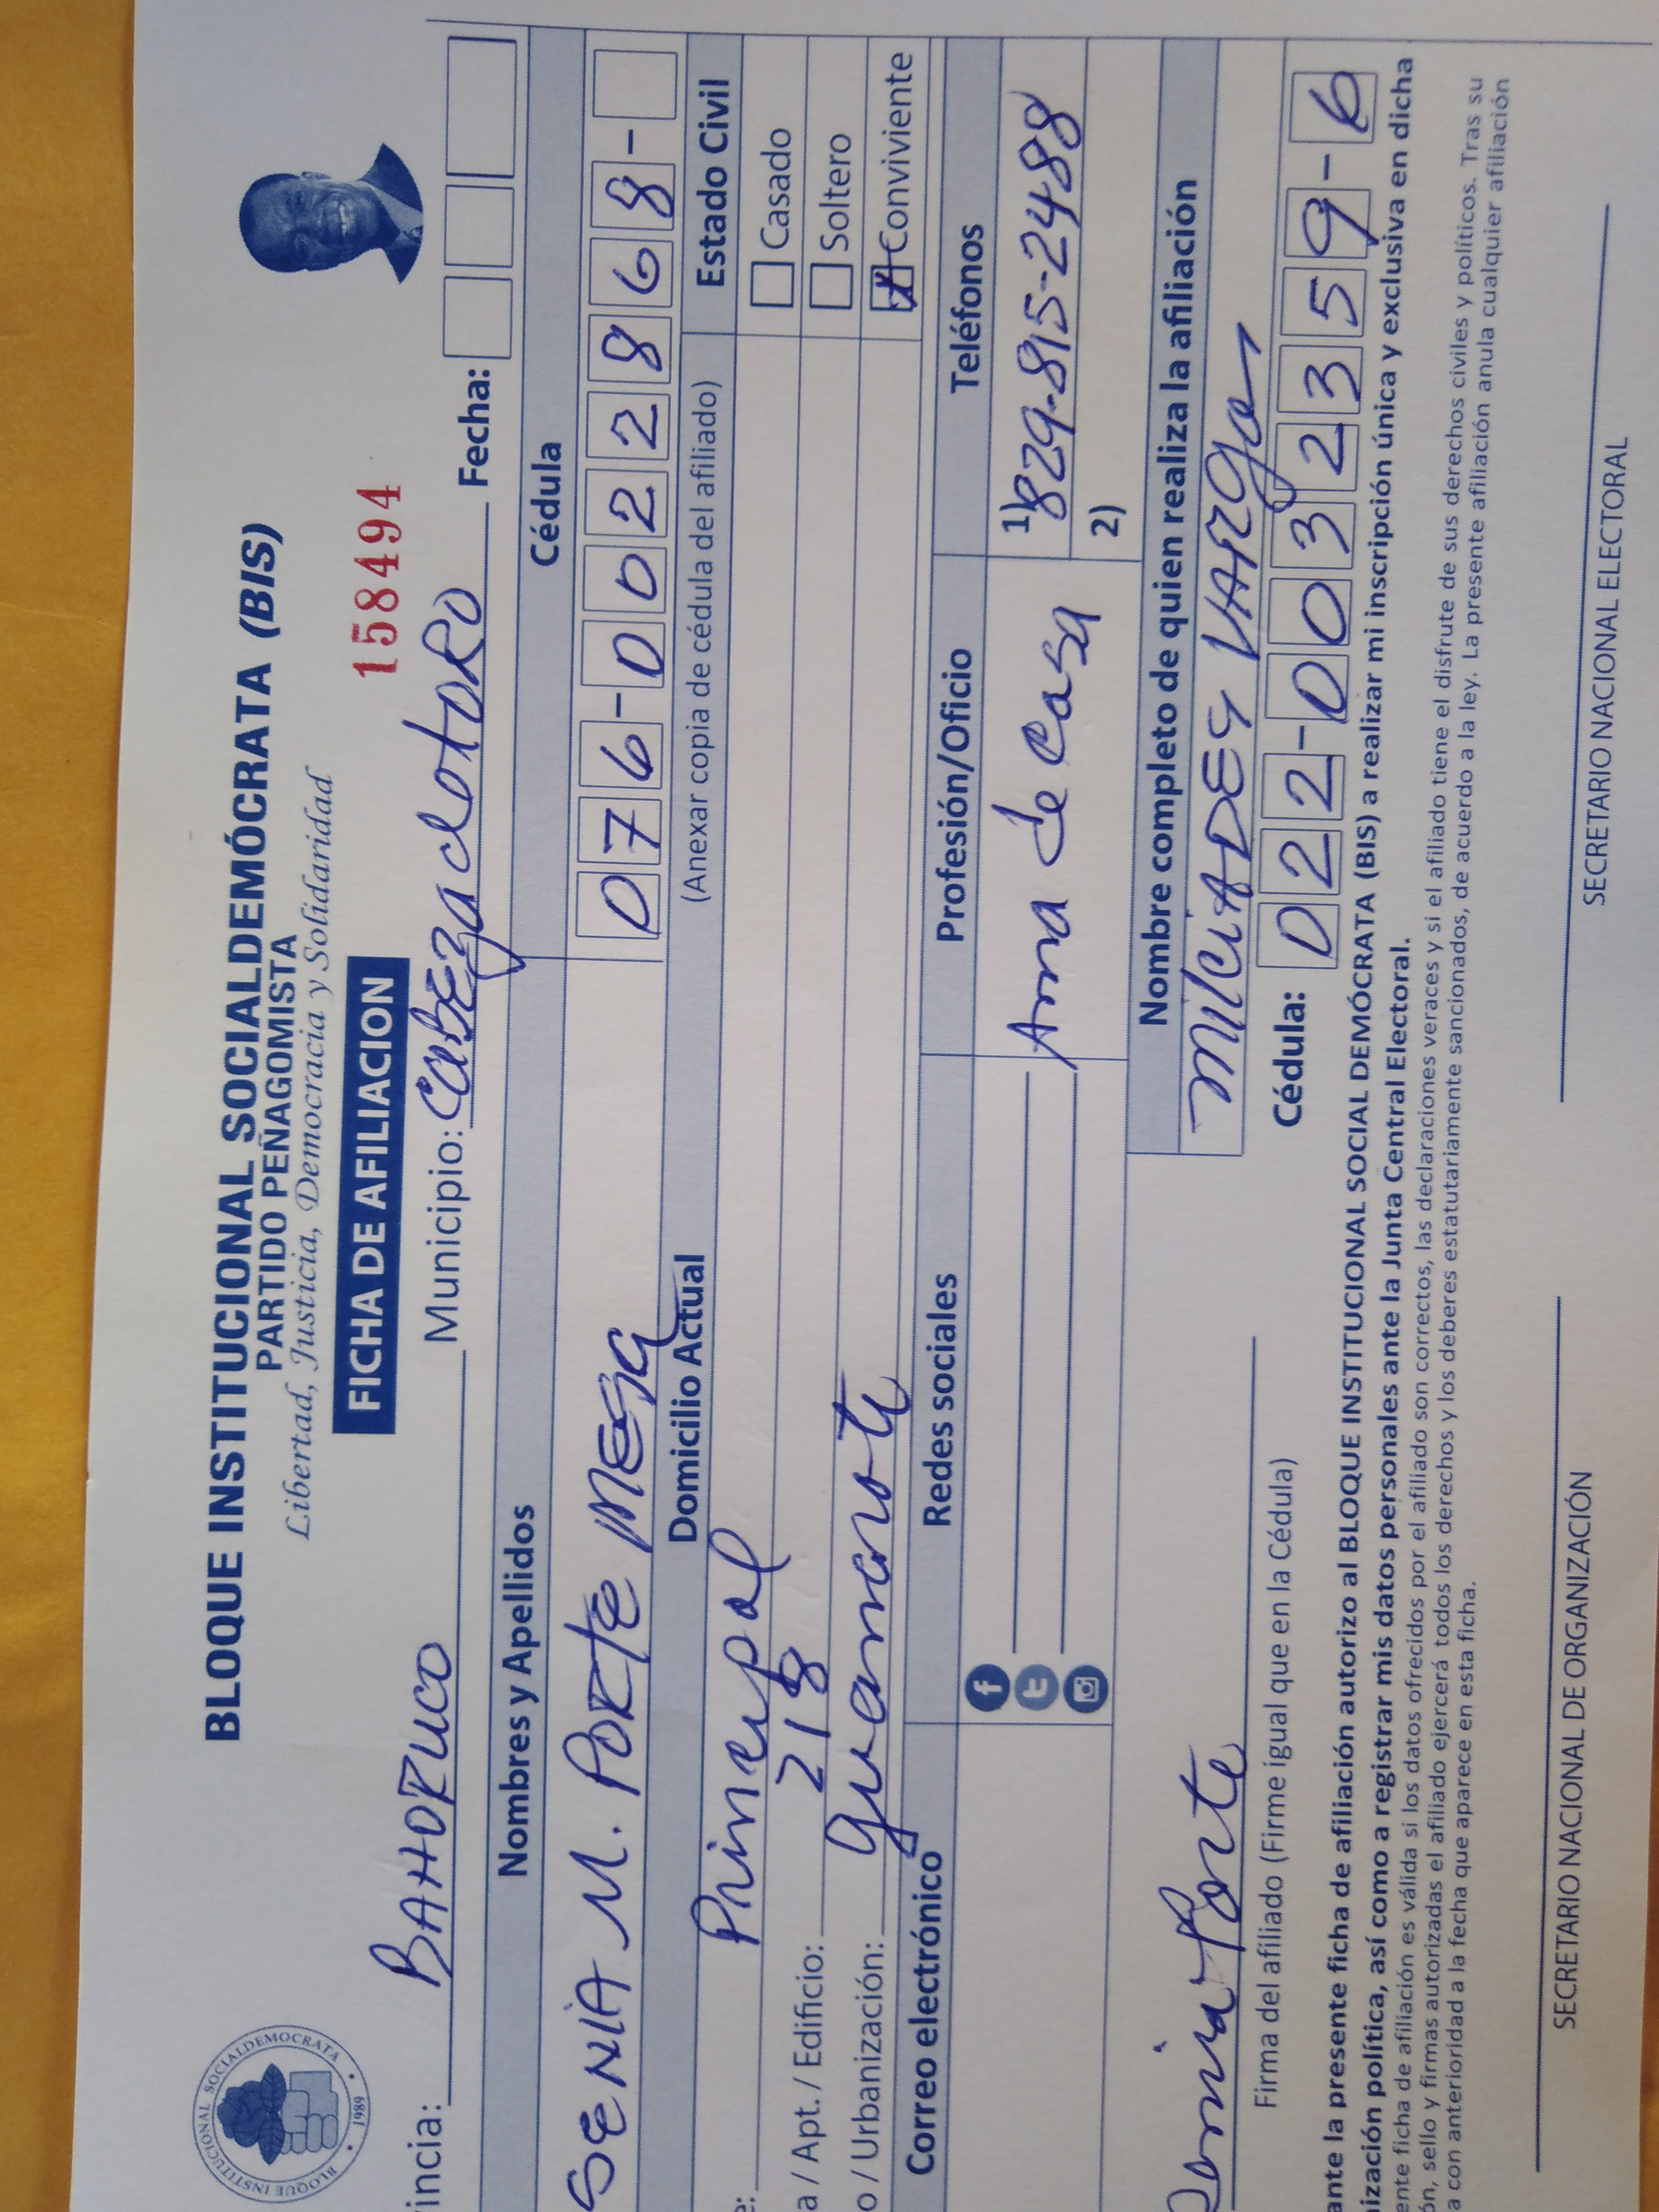 BLOQUE INSTITUCIONAL SOCIALDEMÓCRATA (BIS)
PARTIDO PEÑAGOMISTA
Libertad, Justicia, Democracia y Solidaridad
BLOQUE INSTITUCIONAL SOCIALDEMOCRATA • 1989 •
FICHA DE AFILIACION
158494
incia: BAHORUCO Municipio: CABEZA de toRO Fecha:
Nombres y Apellidos Cédula
SENIA M. PORtE MESa 076-0022868-
Domicilio Actual (Anexar copia de cédula del afiliado) Estado Civil
e: Principal Casado
a / Apt. / Edificio: 218 Soltero
o / Urbanización: Guanarate Conviviente
Correo electrónico Redes sociales Profesión/Oficio Teléfonos
Ama de Casa 1) 829-815-2488
2)
Nombre completo de quien realiza la afiliación
MilCiADES VARgas
Senia Porte Cédula: 022-0032359-6
Firma del afiliado (Firme igual que en la Cédula)
ante la presente ficha de afiliación autorizo al BLOQUE INSTITUCIONAL SOCIAL DEMÓCRATA (BIS) a realizar mi inscripción única y exclusiva en dicha
nización política, así como a registrar mis datos personales ante la Junta Central Electoral.
ente ficha de afiliación es válida si los datos ofrecidos por el afiliado son correctos, las declaraciones veraces y si el afiliado tiene el disfrute de sus derechos civiles y políticos. Tras su
ón, sello y firmas autorizadas el afiliado ejercerá todos los derechos y los deberes estatutariamente sancionados, de acuerdo a la ley. La presente afiliación anula cualquier afiliación
a con anterioridad a la fecha que aparece en esta ficha.
SECRETARIO NACIONAL DE ORGANIZACIÓN SECRETARIO NACIONAL ELECTORAL